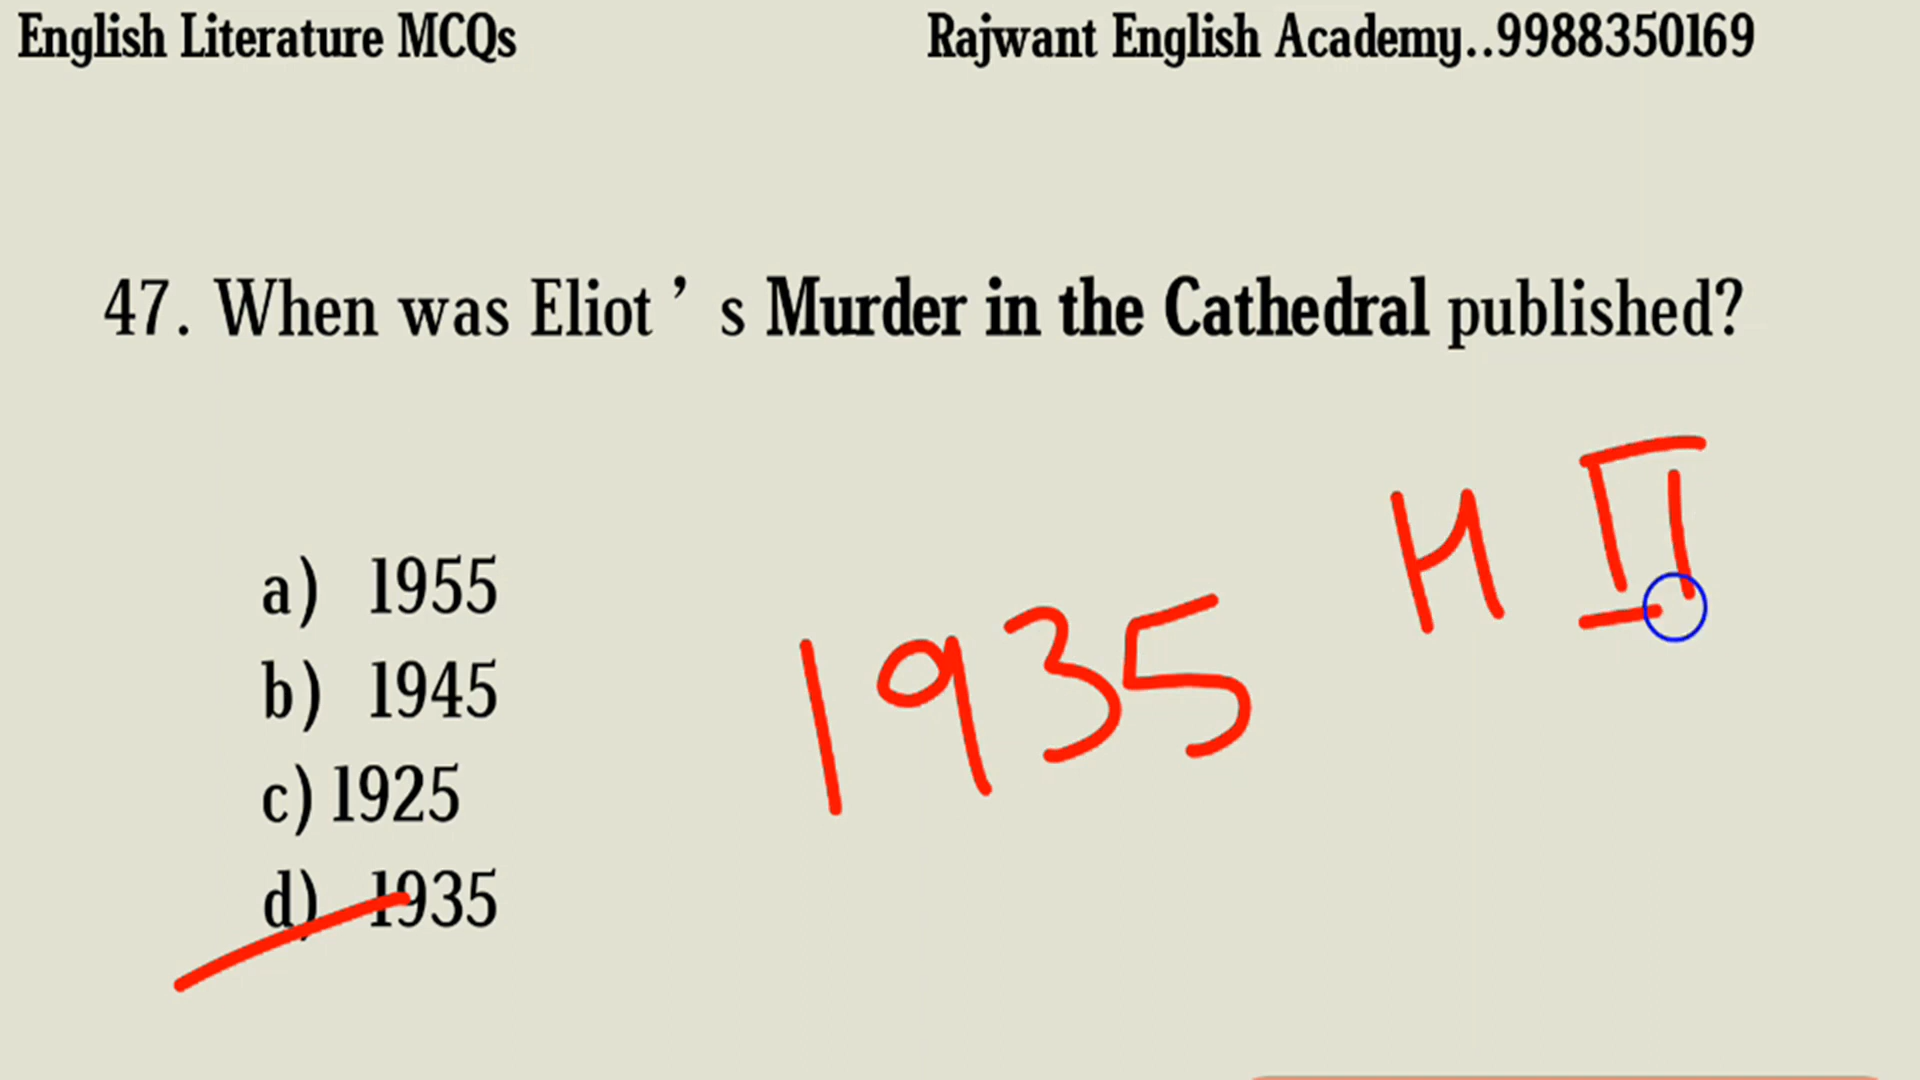 English Literature MCQs Rajwant English Academy..9988350169
47. When was Eliot’s Murder in the Cathedral published?
H II
a) 1955
1935
b) 1945
c) 1925
d) 1935